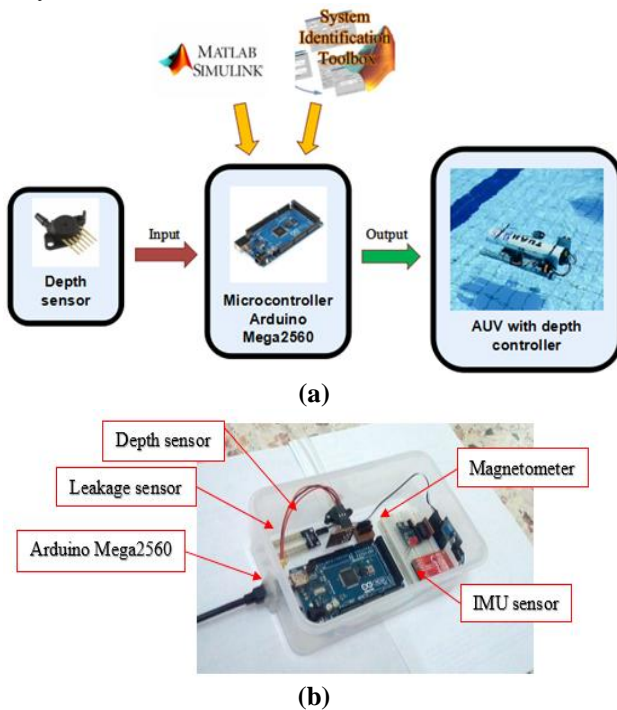 MATLAB
SIMULINK
System
Identification
Toolbox
Input
Output
Depth
sensor
Microcontroller
Arduino
Mega2560
TUAH
AUV with depth
controller
(a)
Depth sensor
Leakage sensor
Magnetometer
Arduino Mega2560
IMU sensor
(b)